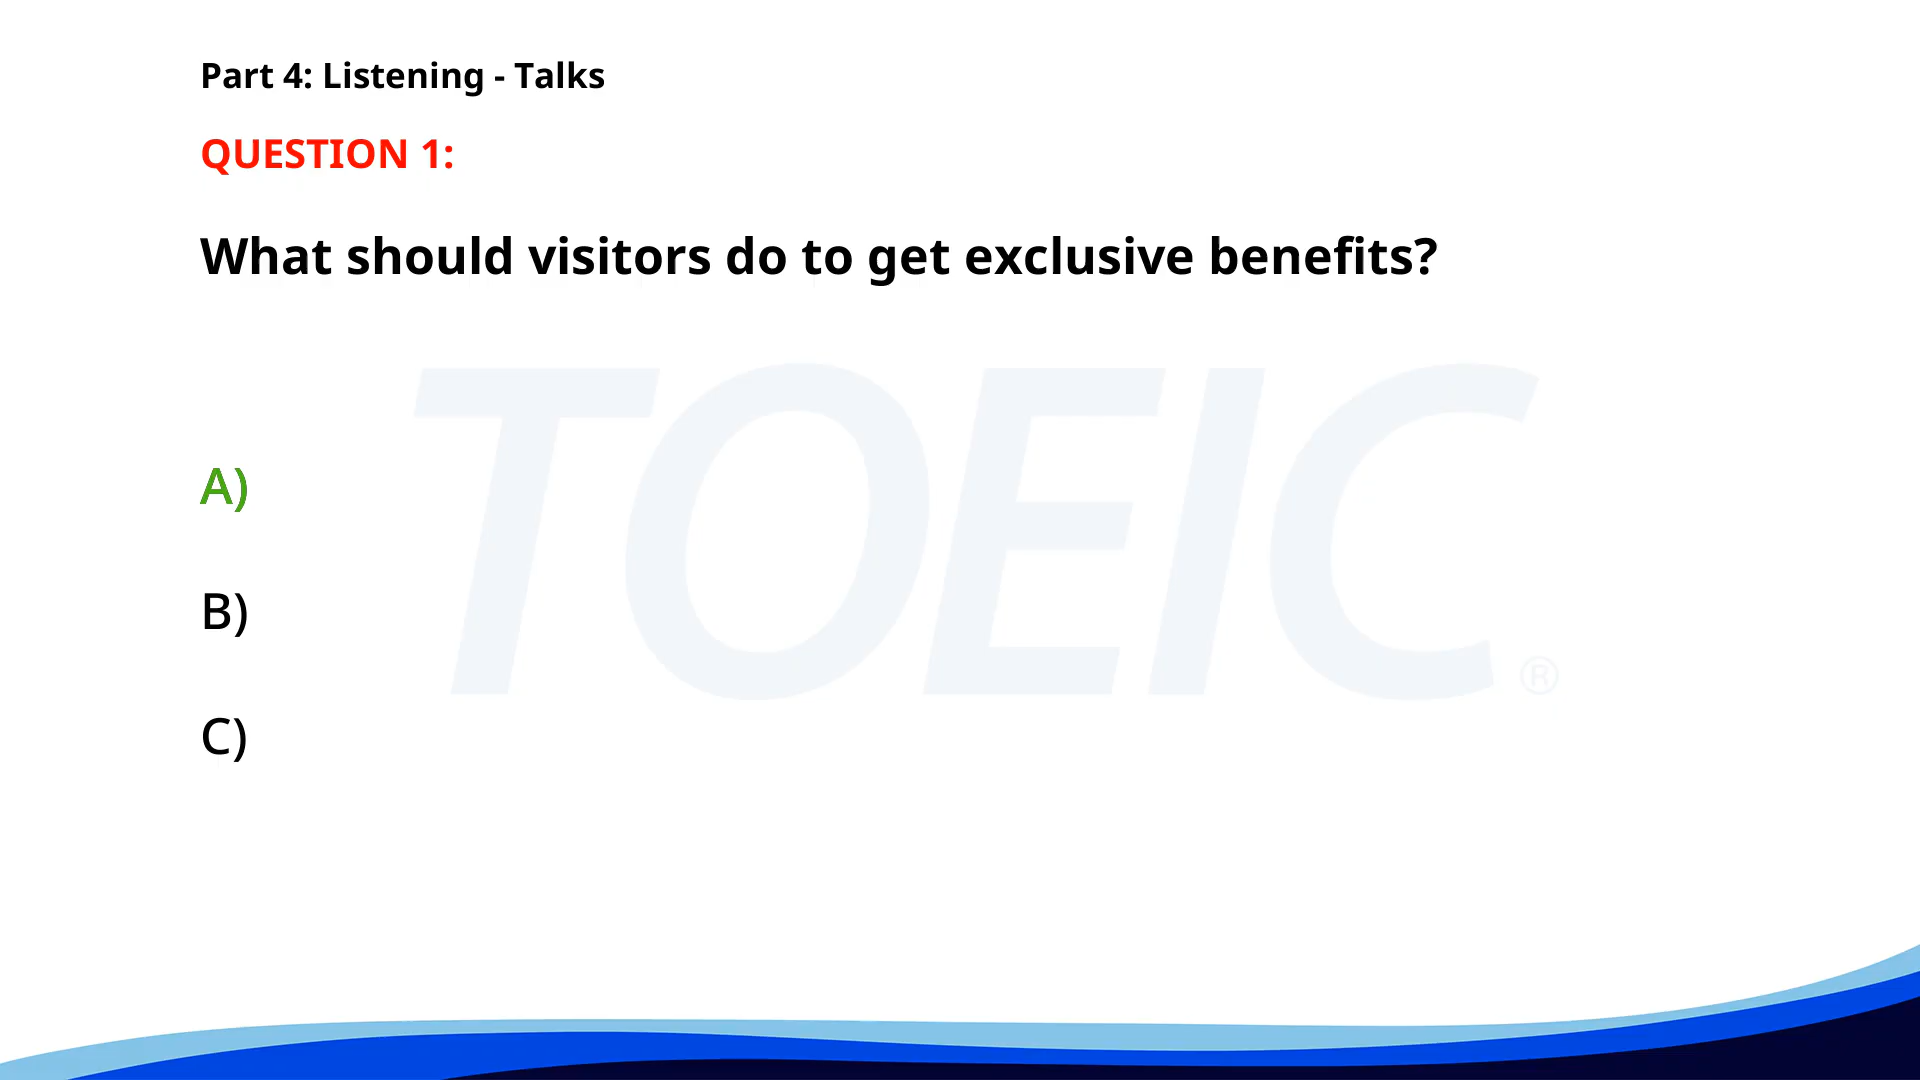 Part 4: Listening - Talks
QUESTION 1:
What should visitors do to get exclusive benefits?
TOEIC®
A)
B)
C)